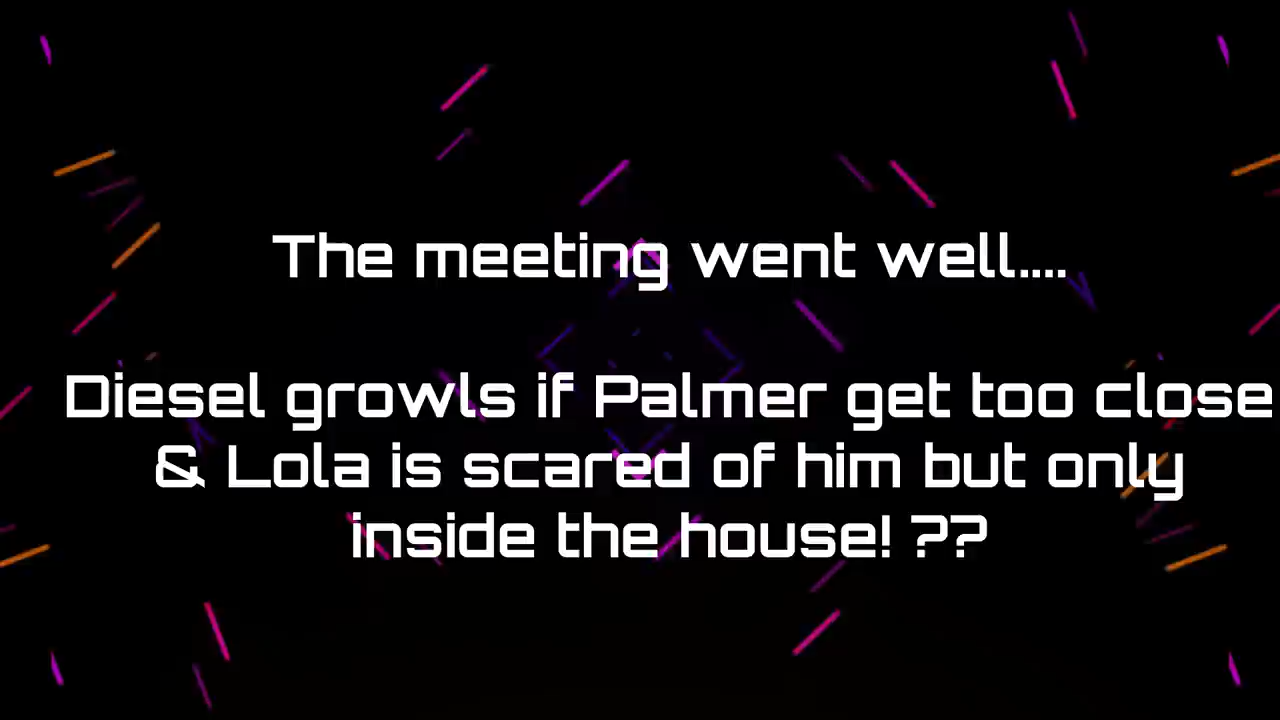 The meeting went well....
Diesel growls if Palmer get too close
& Lola is scared of him but only
inside the house! ??